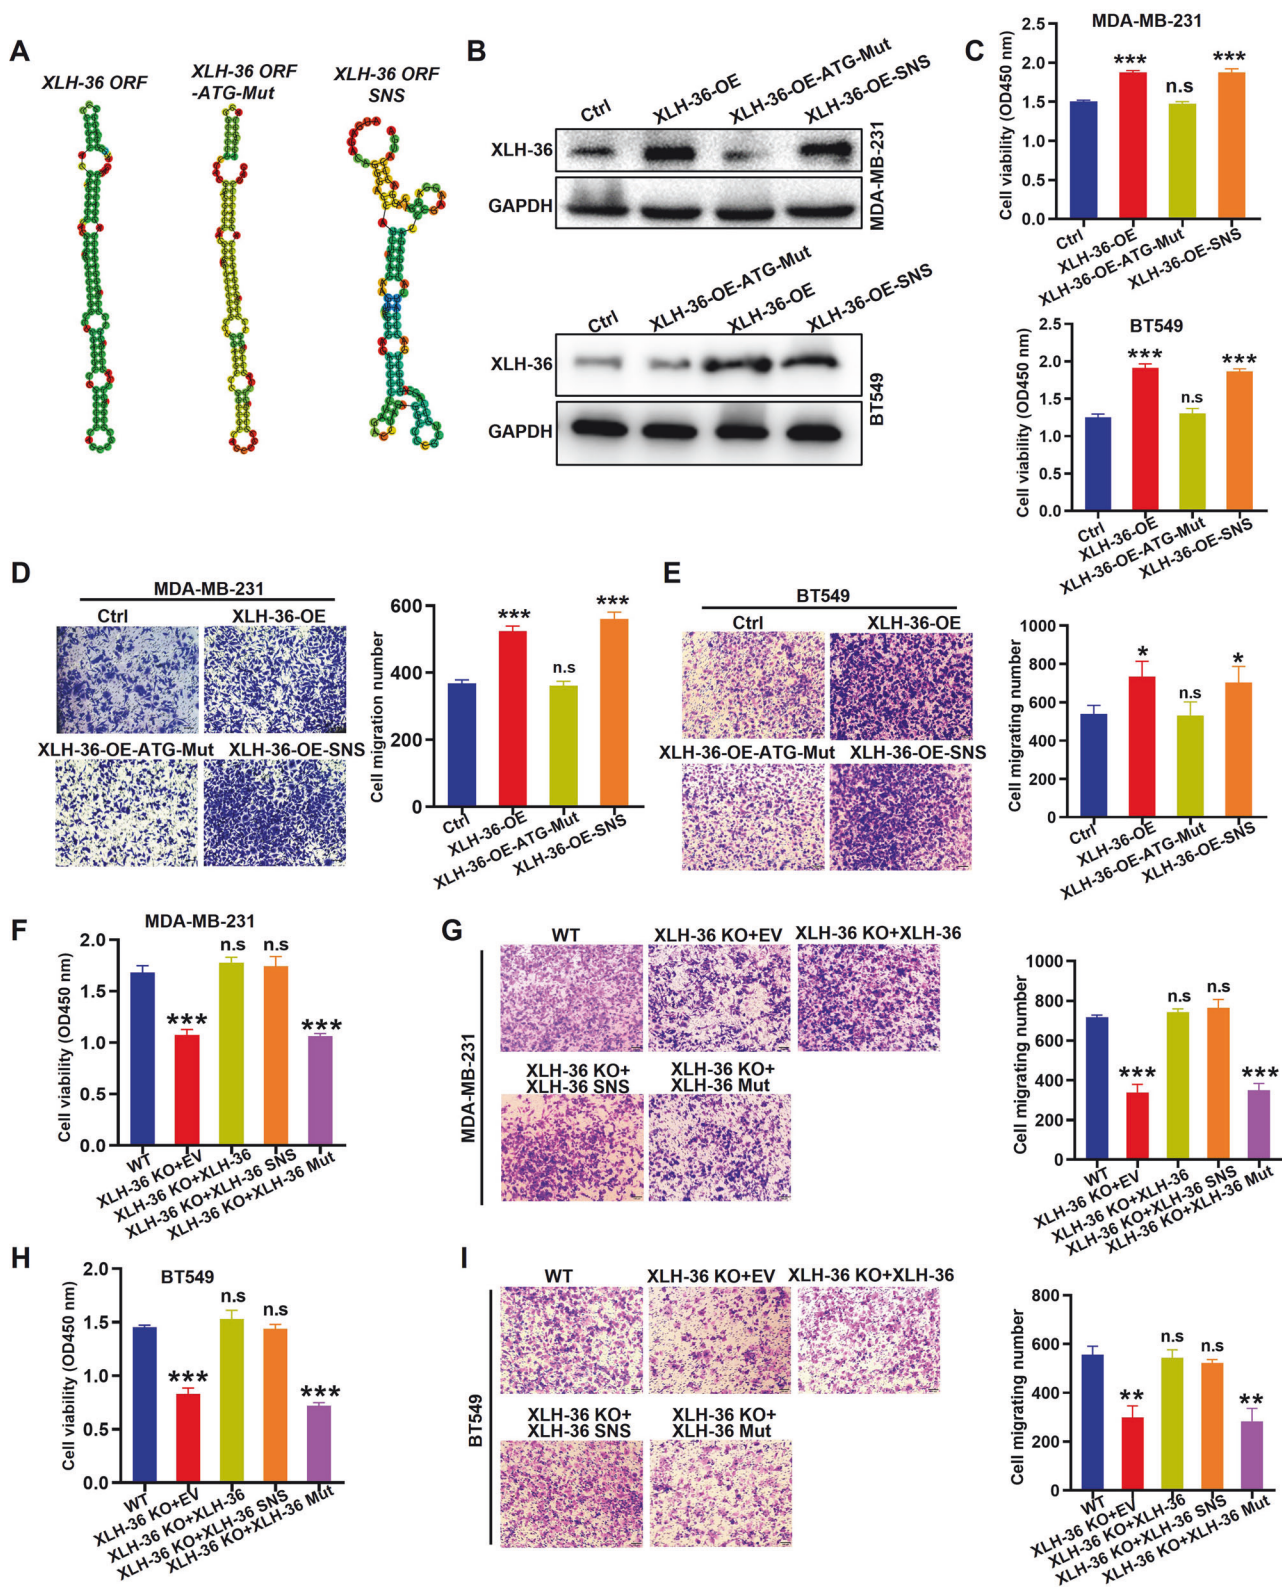 A
XLH-36 ORF
XLH-36 ORF
-ATG-Mut
XLH-36 ORF
SNS
B
Ctrl
XLH-36-OE
XLH-36-OE-ATG-Mut
XLH-36-OE-SNS
XLH-36
GAPDH
MDA-MB-231
Ctrl
XLH-36-OE-ATG-Mut
XLH-36-OE
XLH-36-OE-SNS
XLH-36
GAPDH
BT549
C
MDA-MB-231
Cell viability (OD450 nm)
2.5
2.0
1.5
1.0
0.5
0.0
***
n.s
***
Ctrl
XLH-36-OE
XLH-36-OE-ATG-Mut
XLH-36-OE-SNS
BT549
Cell viability (OD450 nm)
2.5
2.0
1.5
1.0
0.5
0.0
***
n.s
***
Ctrl
XLH-36-OE
XLH-36-OE-ATG-Mut
XLH-36-OE-SNS
D
MDA-MB-231
Ctrl
XLH-36-OE
XLH-36-OE-ATG-Mut
XLH-36-OE-SNS
Cell migration number
600
400
200
0
***
n.s
***
Ctrl
XLH-36-OE
XLH-36-OE-ATG-Mut
XLH-36-OE-SNS
E
BT549
Ctrl
XLH-36-OE
XLH-36-OE-ATG-Mut
XLH-36-OE-SNS
Cell migrating number
1000
800
600
400
200
0
*
n.s
*
Ctrl
XLH-36-OE
XLH-36-OE-ATG-Mut
XLH-36-OE-SNS
F
MDA-MB-231
Cell viability (OD450 nm)
2.0
1.5
1.0
0.5
0.0
***
n.s
n.s
***
WT
XLH-36 KO+EV
XLH-36 KO+XLH-36
XLH-36 KO+XLH-36 SNS
XLH-36 KO+XLH-36 Mut
G
MDA-MB-231
WT
XLH-36 KO+EV
XLH-36 KO+XLH-36
XLH-36 KO+
XLH-36 SNS
XLH-36 KO+
XLH-36 Mut
Cell migrating number
1000
800
600
400
200
0
***
n.s
n.s
***
WT
XLH-36 KO+EV
XLH-36 KO+XLH-36
XLH-36 KO+XLH-36 SNS
XLH-36 KO+XLH-36 Mut
H
BT549
Cell viability (OD450 nm)
2.0
1.5
1.0
0.5
0.0
***
n.s
n.s
***
WT
XLH-36 KO+EV
XLH-36 KO+XLH-36
XLH-36 KO+XLH-36 SNS
XLH-36 KO+XLH-36 Mut
I
BT549
WT
XLH-36 KO+EV
XLH-36 KO+XLH-36
XLH-36 KO+
XLH-36 SNS
XLH-36 KO+
XLH-36 Mut
Cell migrating number
800
600
400
200
0
**
n.s
n.s
**
WT
XLH-36 KO+EV
XLH-36 KO+XLH-36
XLH-36 KO+XLH-36 SNS
XLH-36 KO+XLH-36 Mut